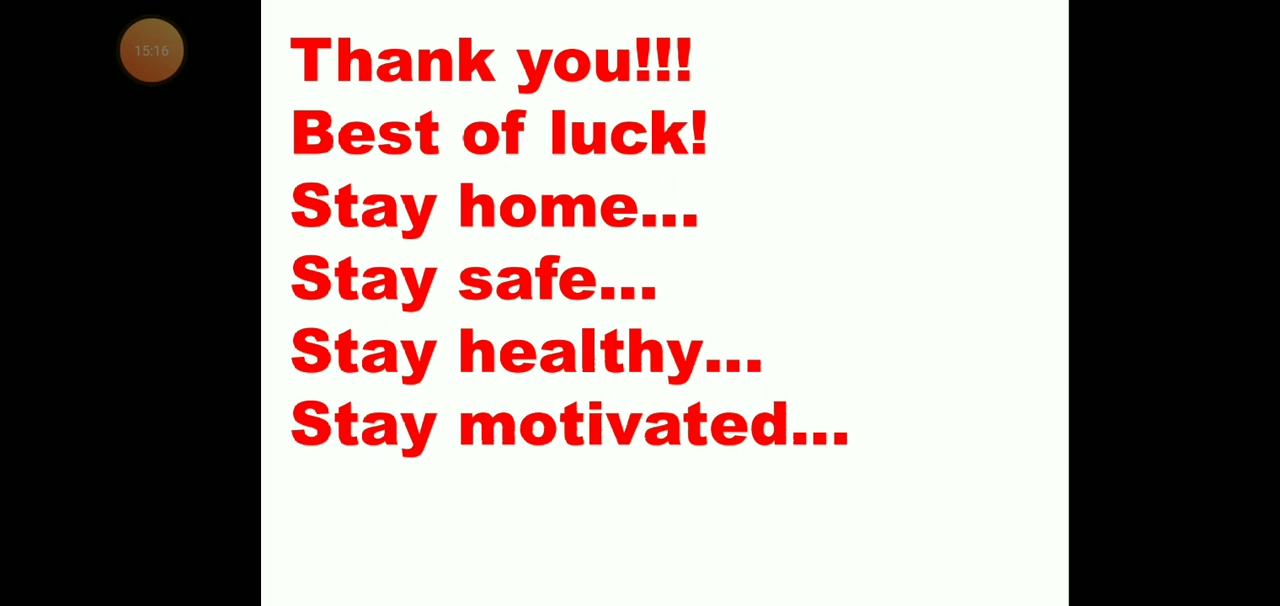 15:16
Thank you!!!
Best of luck!
Stay home...
Stay safe...
Stay healthy...
Stay motivated...